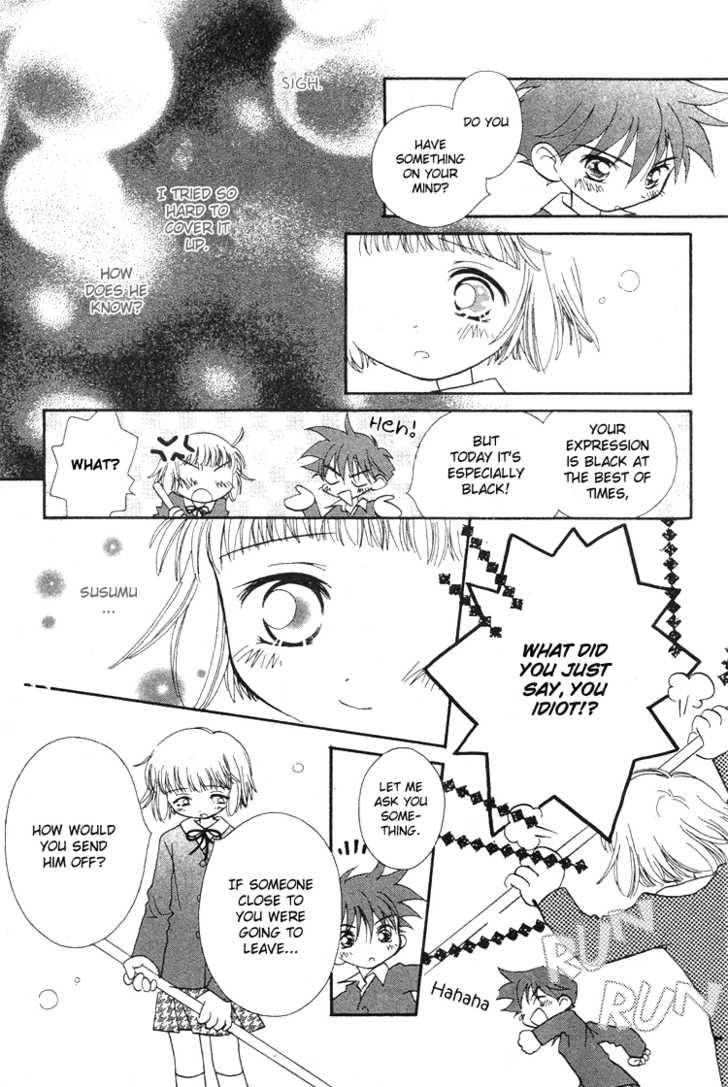 DO YOU
HAVE
SOMETHING
ON YOUR
MIND?
SIGH.
I TRIED SO
HARD TO
COVER IT
UP.
HOW
DOES HE
KNOW?
YOUR
EXPRESSION
IS BLACK AT
THE BEST OF
TIMES,
BUT
TODAY IT'S
ESPECIALLY
BLACK!
Heh!
WHAT?
WHAT DID
YOU JUST
SAY, YOU
IDIOT!?
RUN
RUN
Hahaha
SUSUMU
...
LET ME
ASK YOU
SOME-
THING.
IF SOMEONE
CLOSE TO
YOU WERE
GOING TO
LEAVE...
HOW WOULD
YOU SEND
HIM OFF?